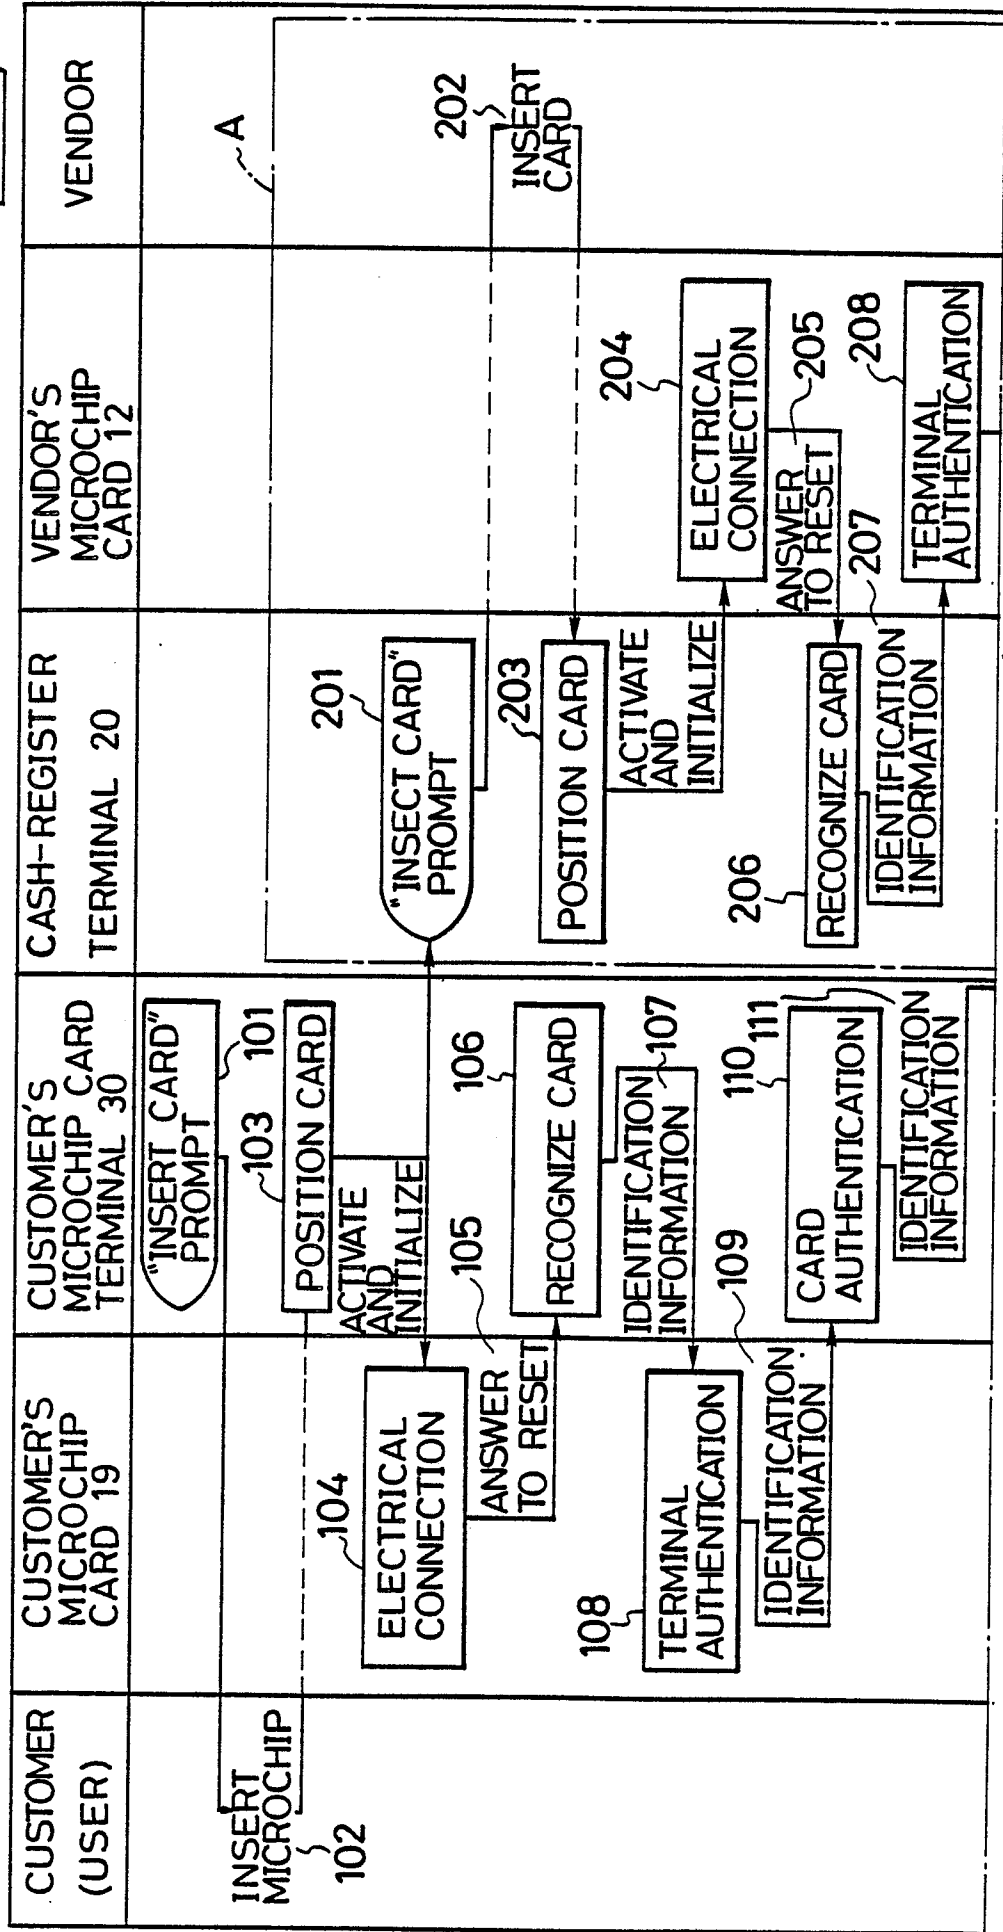 CUSTOMER
(USER)
CUSTOMER'S
MICROCHIP
CARD 19
CUSTOMER'S
MICROCHIP CARD
TERMINAL 30
CASH-REGISTER
TERMINAL 20
VENDOR'S
MICROCHIP
CARD 12
VENDOR
"INSERT CARD"
PROMPT
101
INSERT
MICROCHIP
102
103
POSITION CARD
ACTIVATE
AND
INITIALIZE
104
ELECTRICAL
CONNECTION
105
ANSWER
TO RESET
106
RECOGNIZE CARD
107
IDENTIFICATION
INFORMATION
108
TERMINAL
AUTHENTICATION
109
IDENTIFICATION
INFORMATION
110
CARD
AUTHENTICATION
111
IDENTIFICATION
INFORMATION
A
201
"INSECT CARD"
PROMPT
202
INSERT
CARD
203
POSITION CARD
ACTIVATE
AND
INITIALIZE
204
ELECTRICAL
CONNECTION
205
ANSWER
TO RESET
206
RECOGNIZE CARD
207
IDENTIFICATION
INFORMATION
208
TERMINAL
AUTHENTICATION